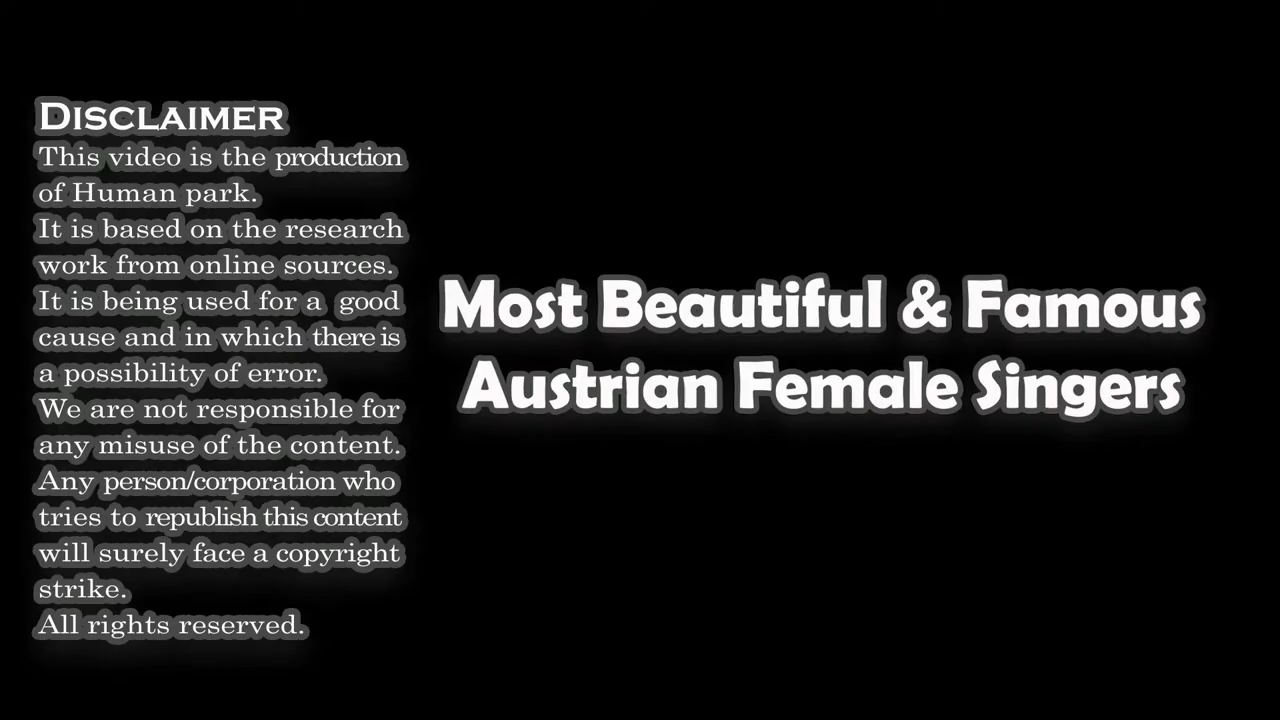 DISCLAIMER
This video is the production
of Human park.
It is based on the research
work from online sources.
It is being used for a good
cause and in which there is
a possibility of error.
We are not responsible for
any misuse of the content.
Any person/corporation who
tries to republish this content
will surely face a copyright
strike.
All rights reserved.
Most Beautiful & Famous
Austrian Female Singers